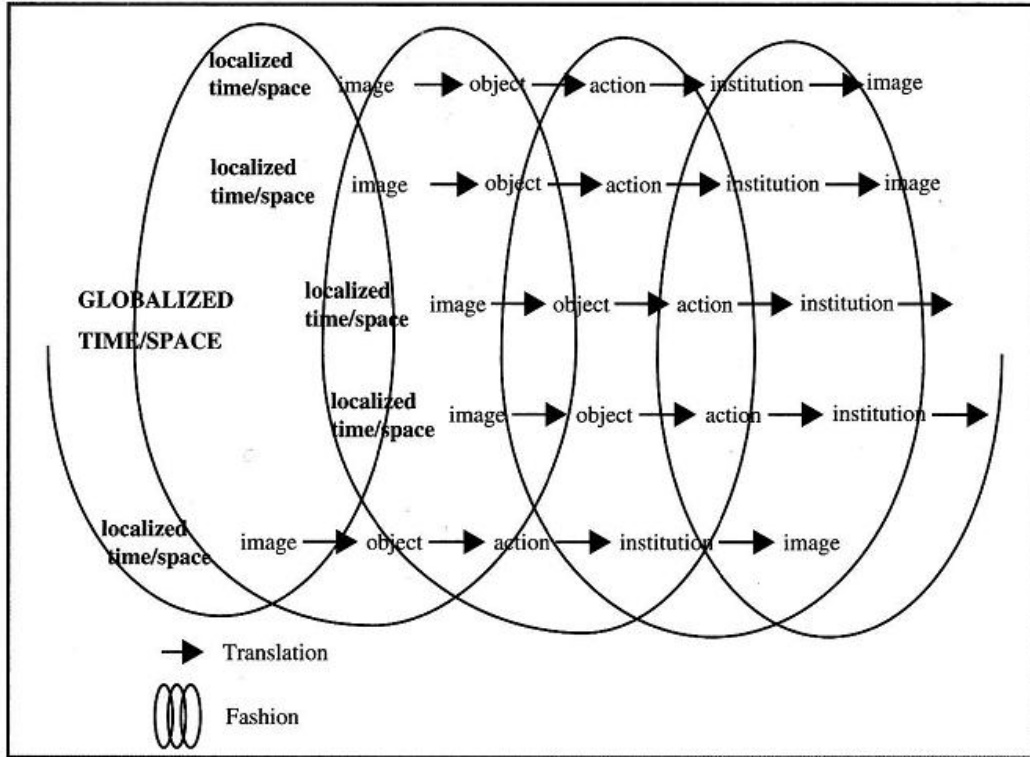 localized
time/space image object action institution image
localized
time/space image object action institution image
GLOBALIZED
TIME/SPACE
localized
time/space image object action institution
localized
time/space image object action institution
localized
time/space image object action institution image
Translation
Fashion